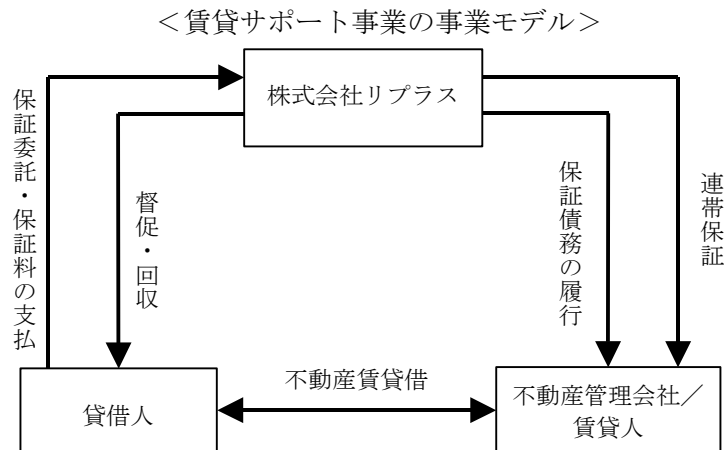 ＜賃貸サポート事業の事業モデル＞
株式会社リプラス
保証委託・保証料の支払
督促・回収
保証債務の履行
連帯保証
不動産賃貸借
貸借人
不動産管理会社／
賃貸人